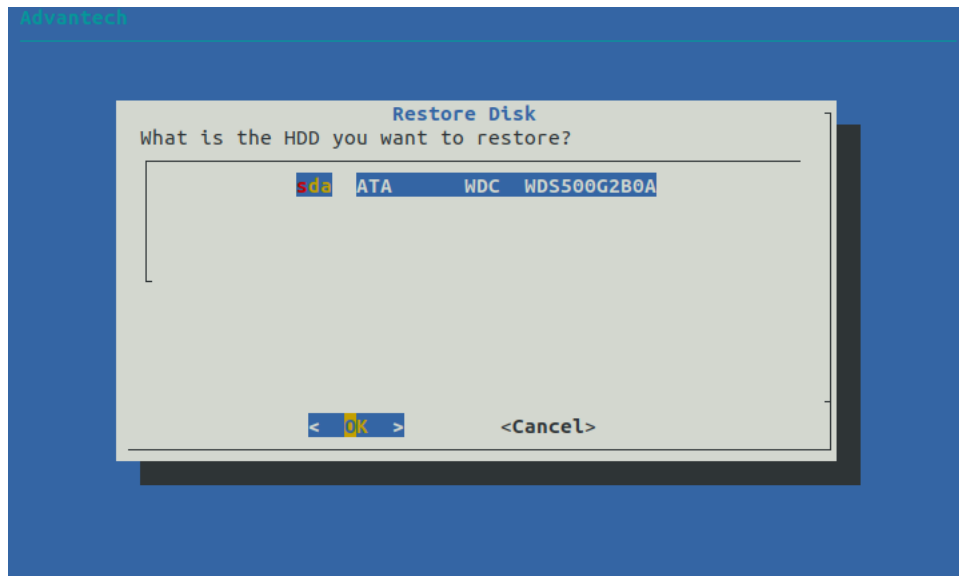 Advantech
Restore Disk
What is the HDD you want to restore?
sda ATA WDC WDS500G2B0A
< OK > <Cancel>